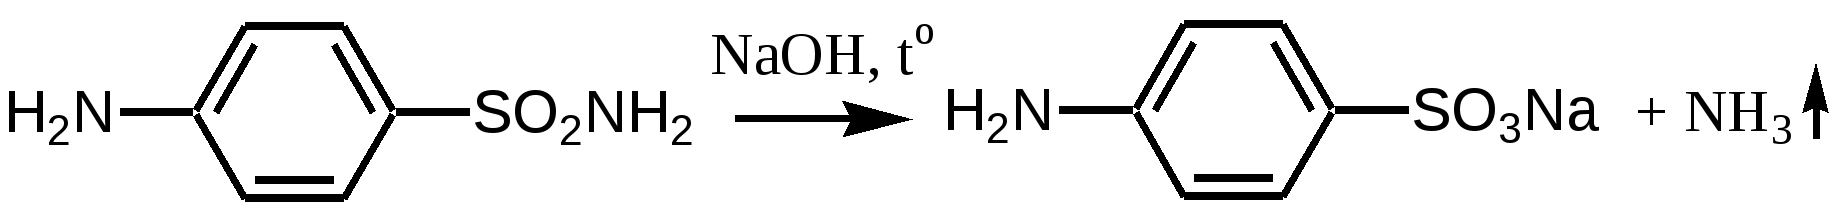 NaOH, tº
H₂N SO₂NH₂ H₂N SO₃Na + NH₃